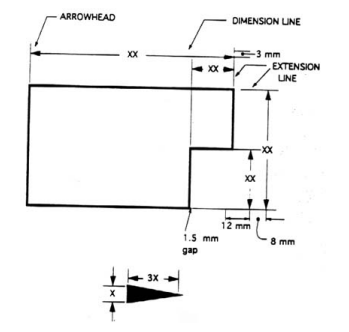 ARROWHEAD
DIMENSION LINE
XX
3 mm
XX
EXTENSION
LINE
XX
XX
1.5 mm
gap
12 mm
8 mm
3X
X